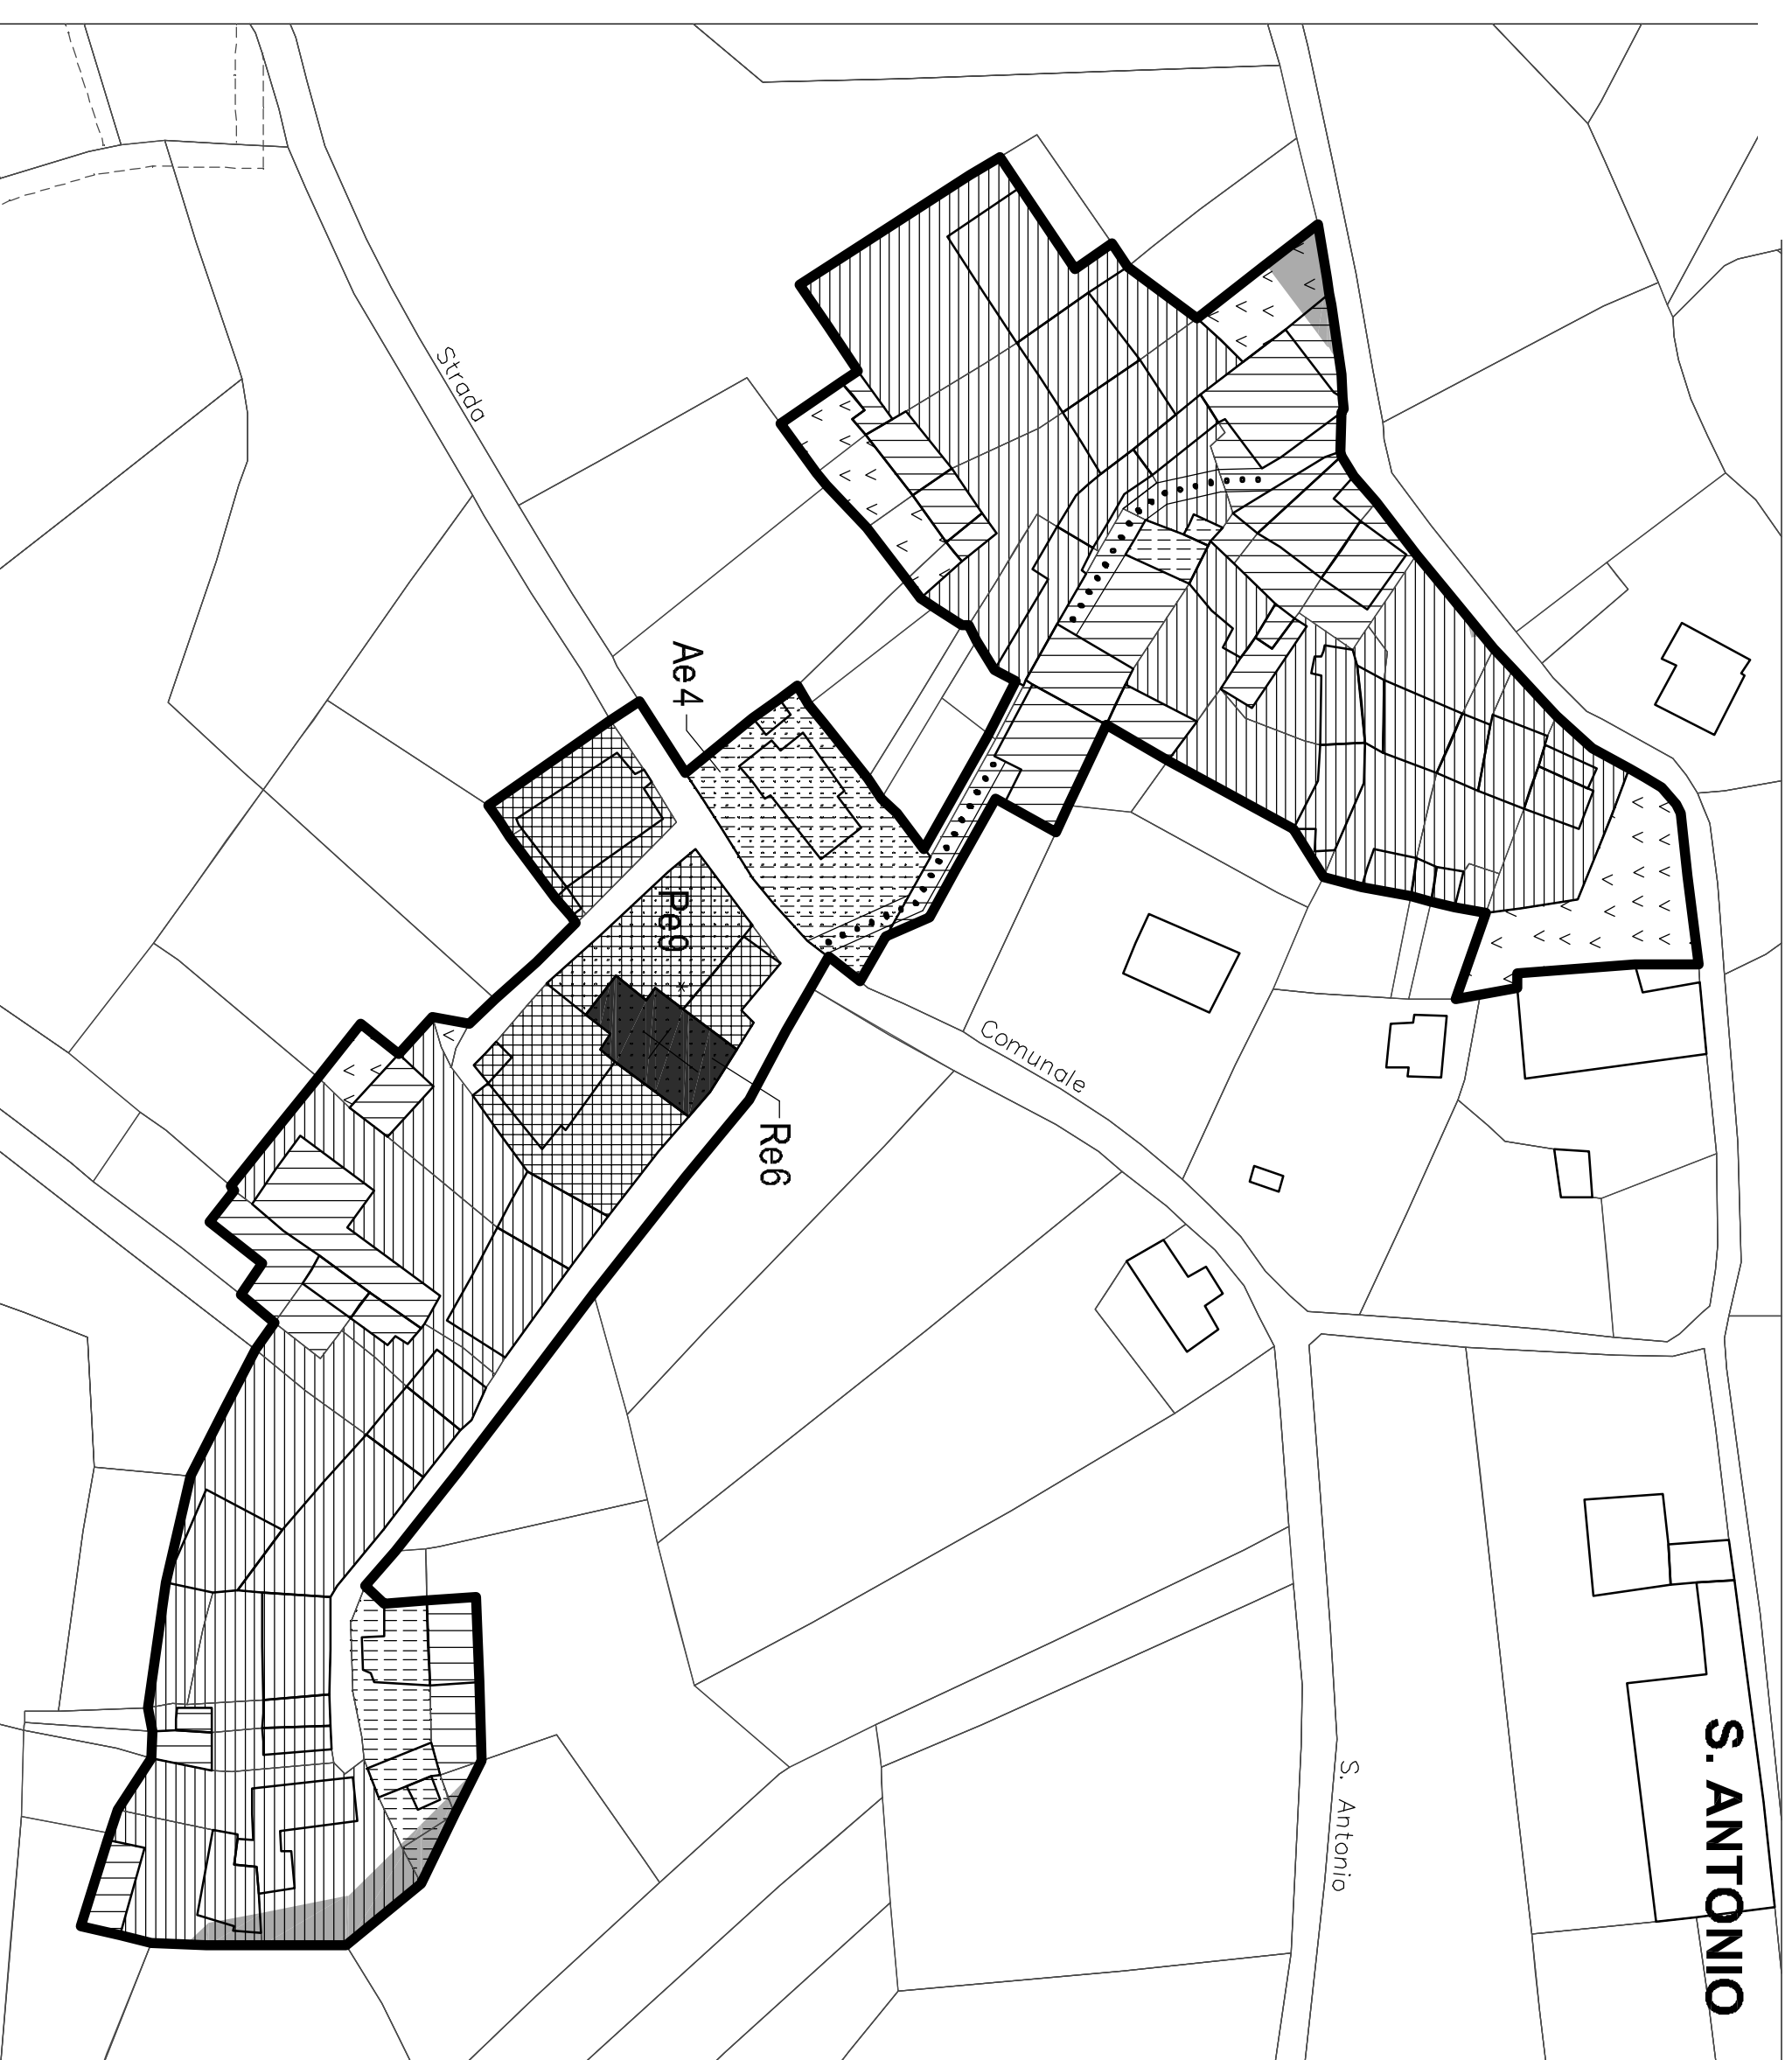 Strada
Ae4
Pe9
Re6
Comunale
S. Antonio
S. ANTONIO